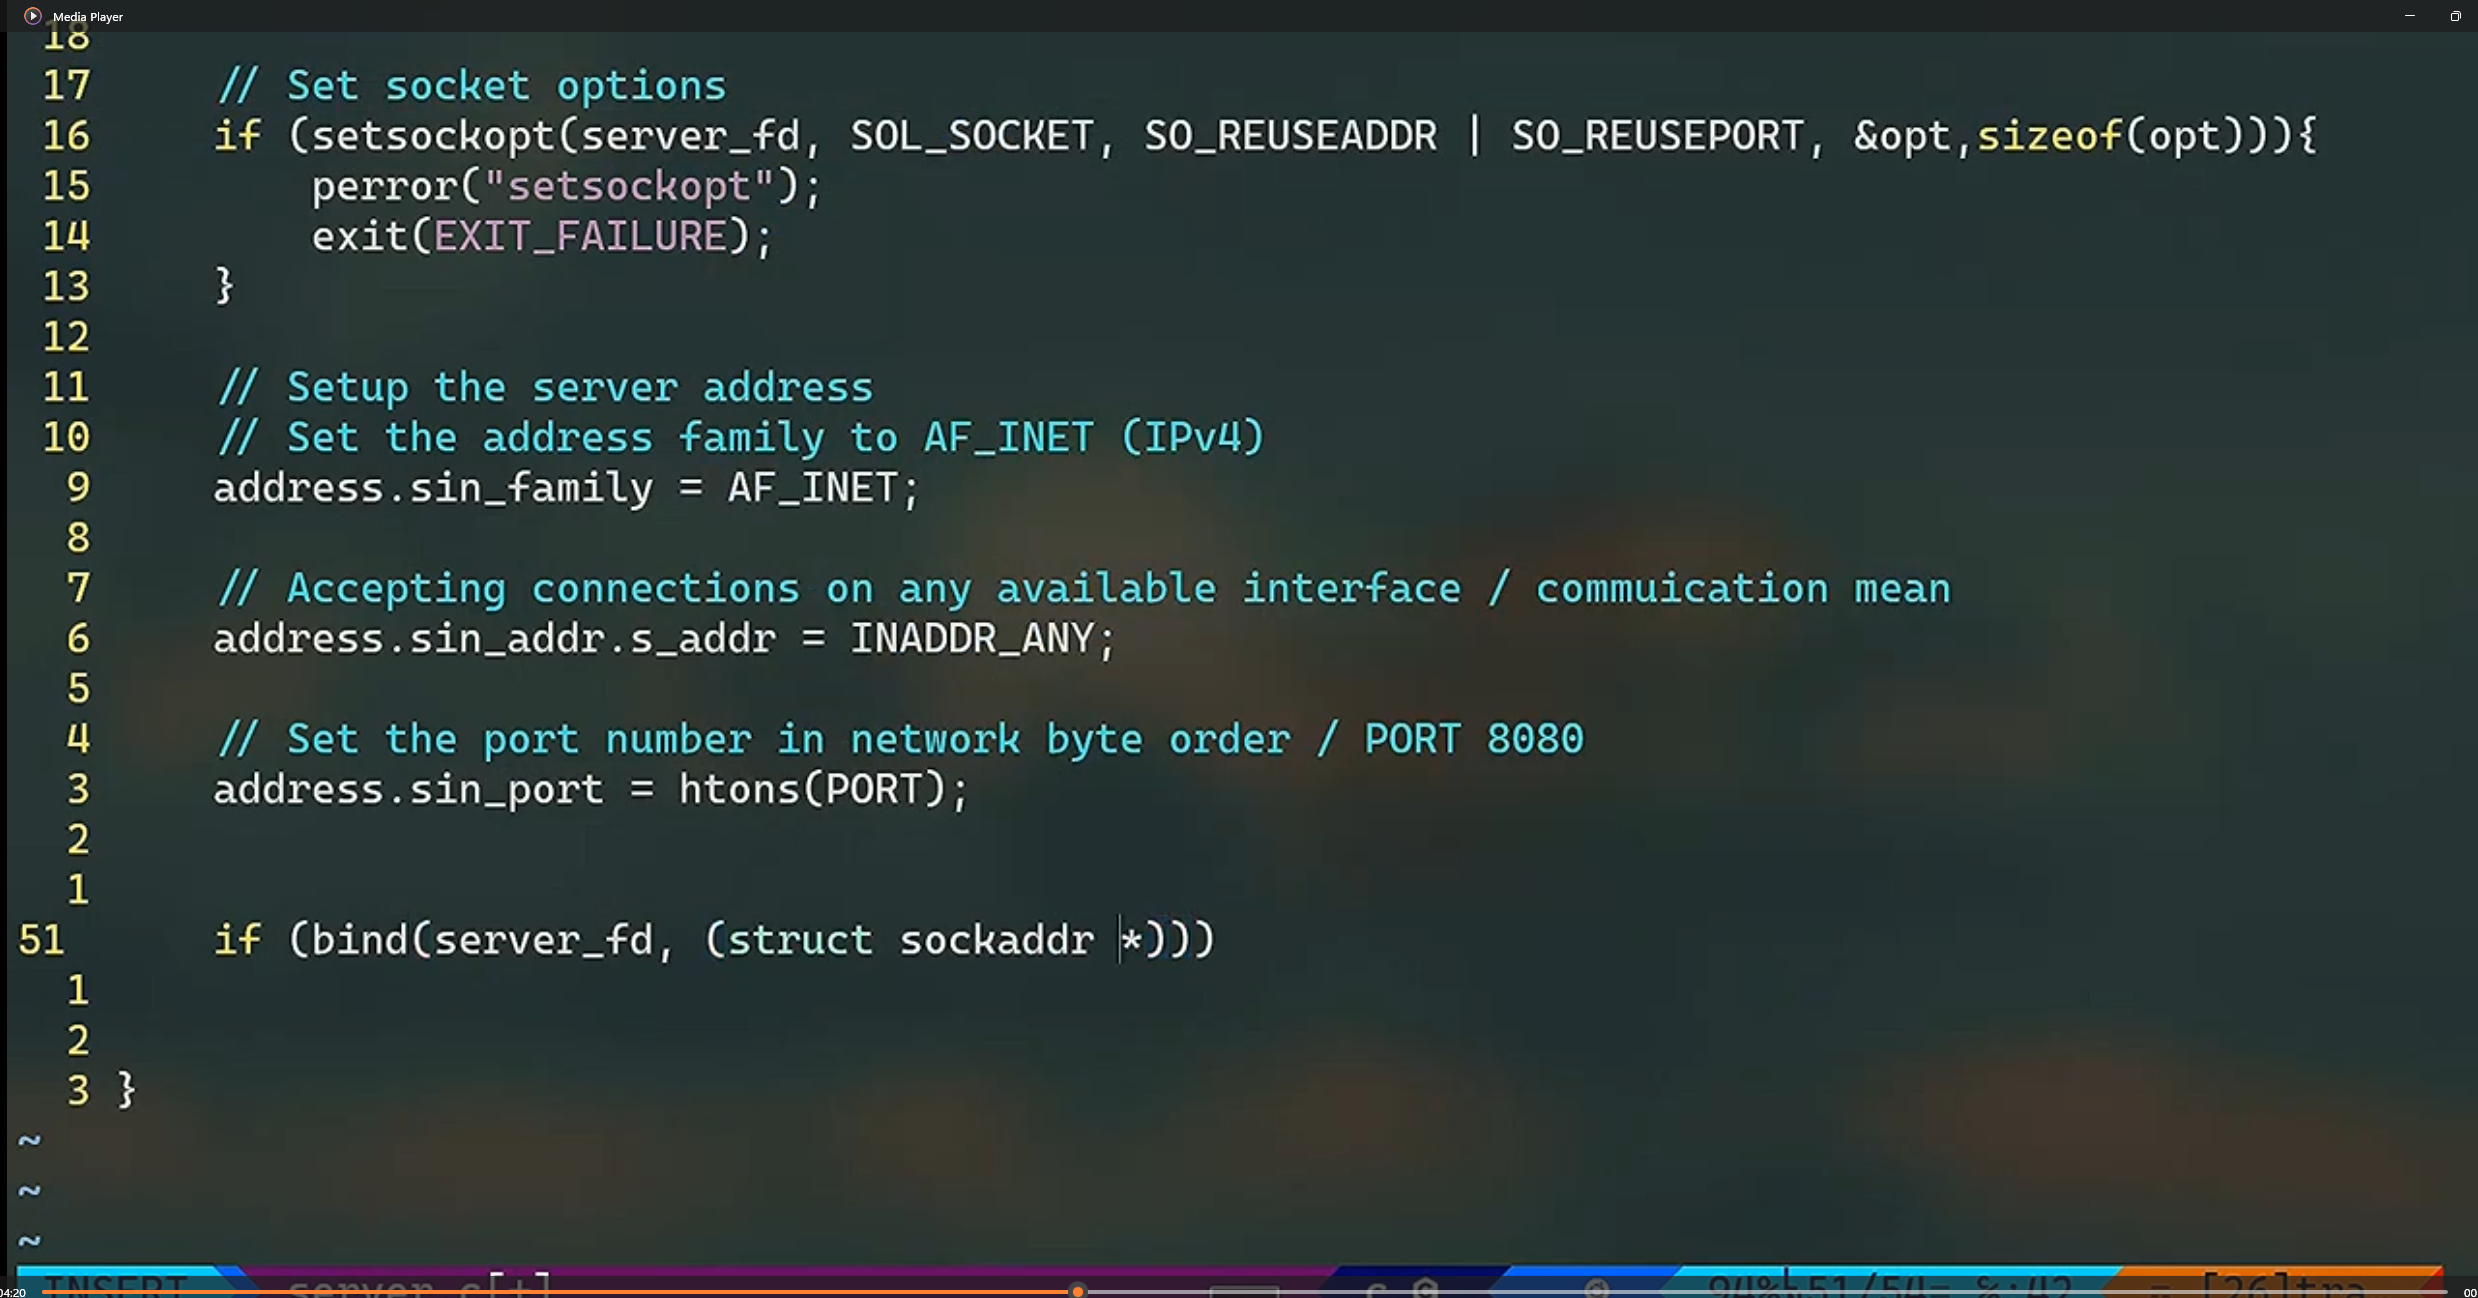 Media Player
18
17 // Set socket options
16 if (setsockopt(server_fd, SOL_SOCKET, SO_REUSEADDR | SO_REUSEPORT, &opt,sizeof(opt))){
15 perror("setsockopt");
14 exit(EXIT_FAILURE);
13 }
12
11 // Setup the server address
10 // Set the address family to AF_INET (IPv4)
9 address.sin_family = AF_INET;
8
7 // Accepting connections on any available interface / commuication mean
6 address.sin_addr.s_addr = INADDR_ANY;
5
4 // Set the port number in network byte order / PORT 8080
3 address.sin_port = htons(PORT);
2
1
51 if (bind(server_fd, (struct sockaddr *)))
1
2
3 }
~
~
~
INSERT server.c[+] 94% 51/54 [26]tra
04:20 00